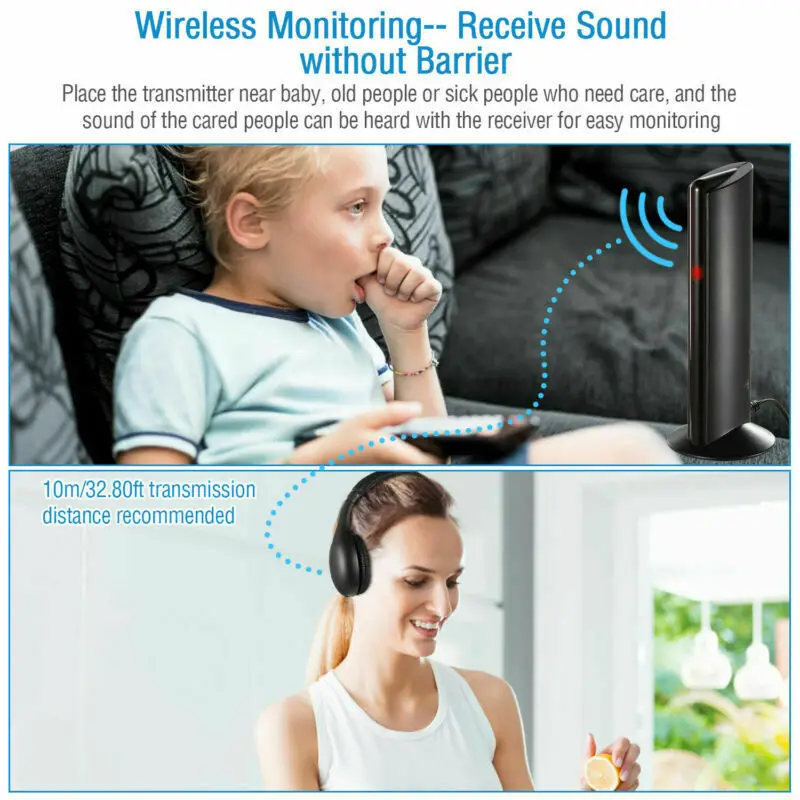 Wireless Monitoring-- Receive Sound
without Barrier
Place the transmitter near baby, old people or sick people who need care, and the
sound of the cared people can be heard with the receiver for easy monitoring
10m/32.80ft transmission
distance recommended